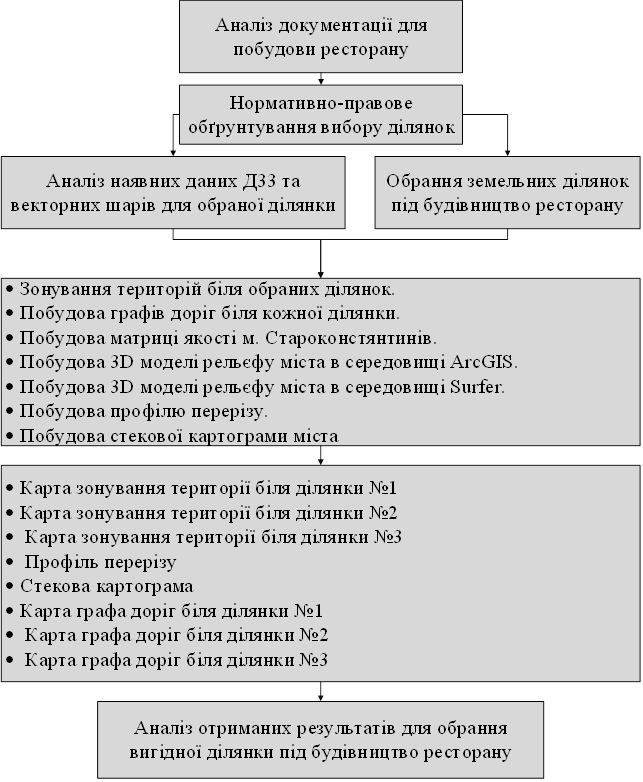 Аналіз документації для
побудови ресторану
Нормативно-правове
обґрунтування вибору ділянок
Аналіз наявних даних ДЗЗ та
векторних шарів для обраної ділянки
Обрання земельних ділянок
під будівництво ресторану
• Зонування територій біля обраних ділянок.
• Побудова графів доріг біля кожної ділянки.
• Побудова матриці якості м. Староконстянтинів.
• Побудова 3D моделі рельєфу міста в середовищі ArcGIS.
• Побудова 3D моделі рельєфу міста в середовищі Surfer.
• Побудова профілю перерізу.
• Побудова стекової картограми міста
• Карта зонування території біля ділянки №1
• Карта зонування території біля ділянки №2
• Карта зонування території біля ділянки №3
• Профіль перерізу
• Стекова картограма
• Карта графа доріг біля ділянки №1
• Карта графа доріг біля ділянки №2
• Карта графа доріг біля ділянки №3
Аналіз отриманих результатів для обрання
вигідної ділянки під будівництво ресторану